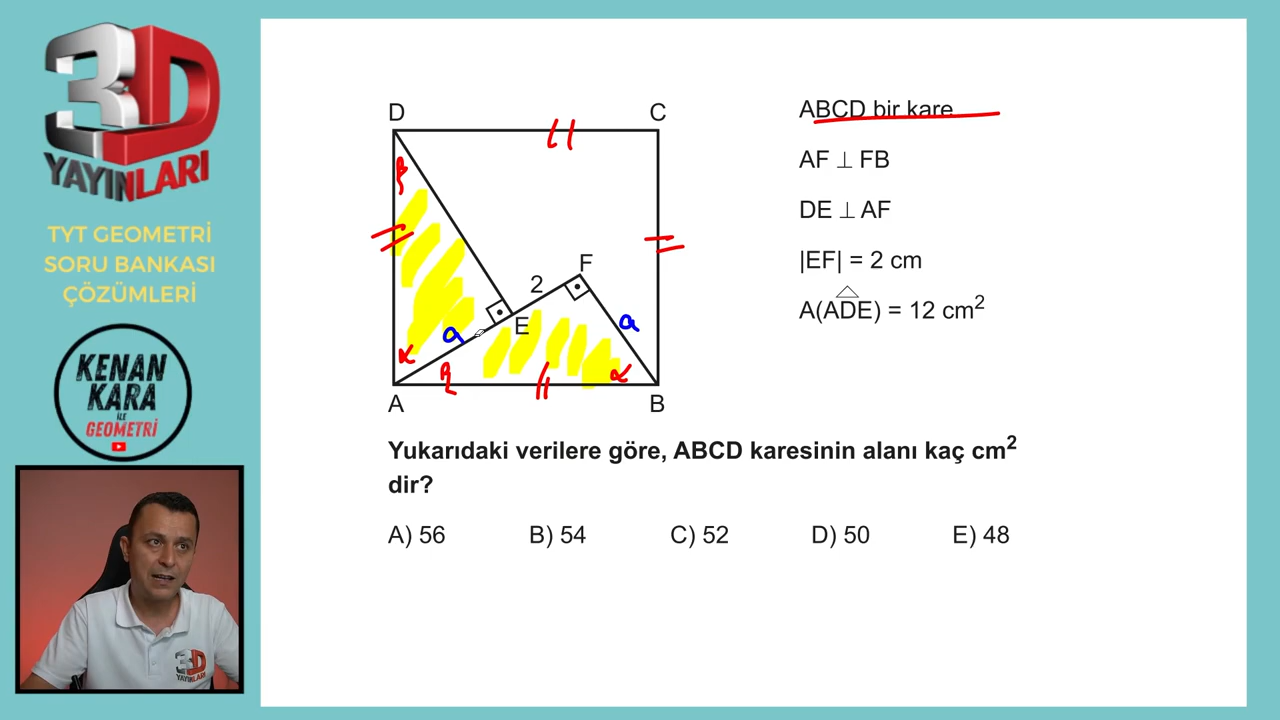 3D
YAYINLARI
TYT GEOMETRİ
SORU BANKASI
ÇÖZÜMLERİ
KENAN
KARA
İLE
GEOMETRİ
3D
YAYINLARI
D
C
β
2
F
E
a
a
α
β
α
A
B
ABCD bir kare
AF ⊥ FB
DE ⊥ AF
|EF| = 2 cm
A(ADE) = 12 cm²
Yukarıdaki verilere göre, ABCD karesinin alanı kaç cm²
dir?
A) 56 B) 54 C) 52 D) 50 E) 48